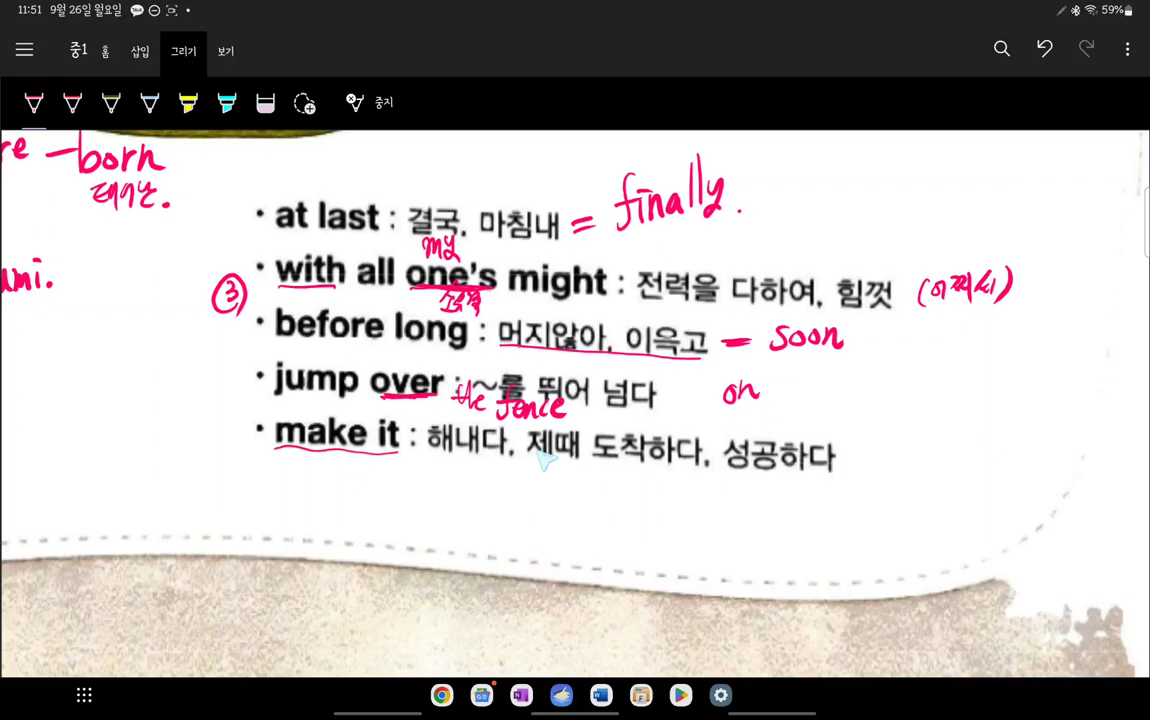 11:51 9월 26일 월요일 TALK 59%
중1 홈 삽입 그리기 보기
중지
re — born
태어난.
umi.
· at last : 결국, 마침내 = finally.
my
③ · with all one's might : 전력을 다하여, 힘껏
소유격
· before long : 머지않아, 이윽고 — soon
· jump over : ~를 뛰어 넘다 on
the fence
· make it : 해내다, 제때 도착하다, 성공하다